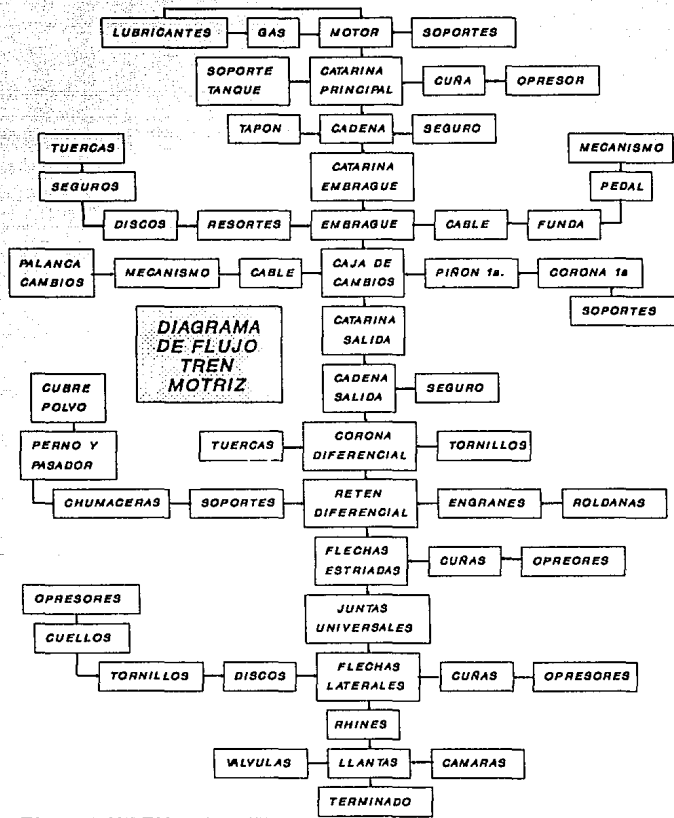 LUBRICANTES
GAS
MOTOR
SOPORTES
SOPORTE
TANQUE
CATARINA
PRINCIPAL
CUÑA
OPRESOR
TAPON
CADENA
SEGURO
TUERCAS
MECANISMO
SEGUROS
CATARINA
EMBRAGUE
PEDAL
DISCOS
RESORTES
EMBRAGUE
CABLE
FUNDA
PALANCA
CAMBIOS
MECANISMO
CABLE
CAJA DE
CAMBIOS
PIÑON 1a.
CORONA 1a
SOPORTES
DIAGRAMA
DE FLUJO
TREN
MOTRIZ
CATARINA
SALIDA
CUBRE
POLVO
CADENA
SALIDA
SEGURO
PERNO Y
PASADOR
TUERCAS
CORONA
DIFERENCIAL
TORNILLOS
CHUMACERAS
SOPORTES
RETEN
DIFERENCIAL
ENGRANES
ROLDANAS
FLECHAS
ESTRIADAS
CUÑAS
OPREORES
OPRESORES
CUELLOS
JUNTAS
UNIVERSALES
TORNILLOS
DISCOS
FLECHAS
LATERALES
CUÑAS
OPRESORES
RHINES
VALVULAS
LLANTAS
CAMARAS
TERMINADO